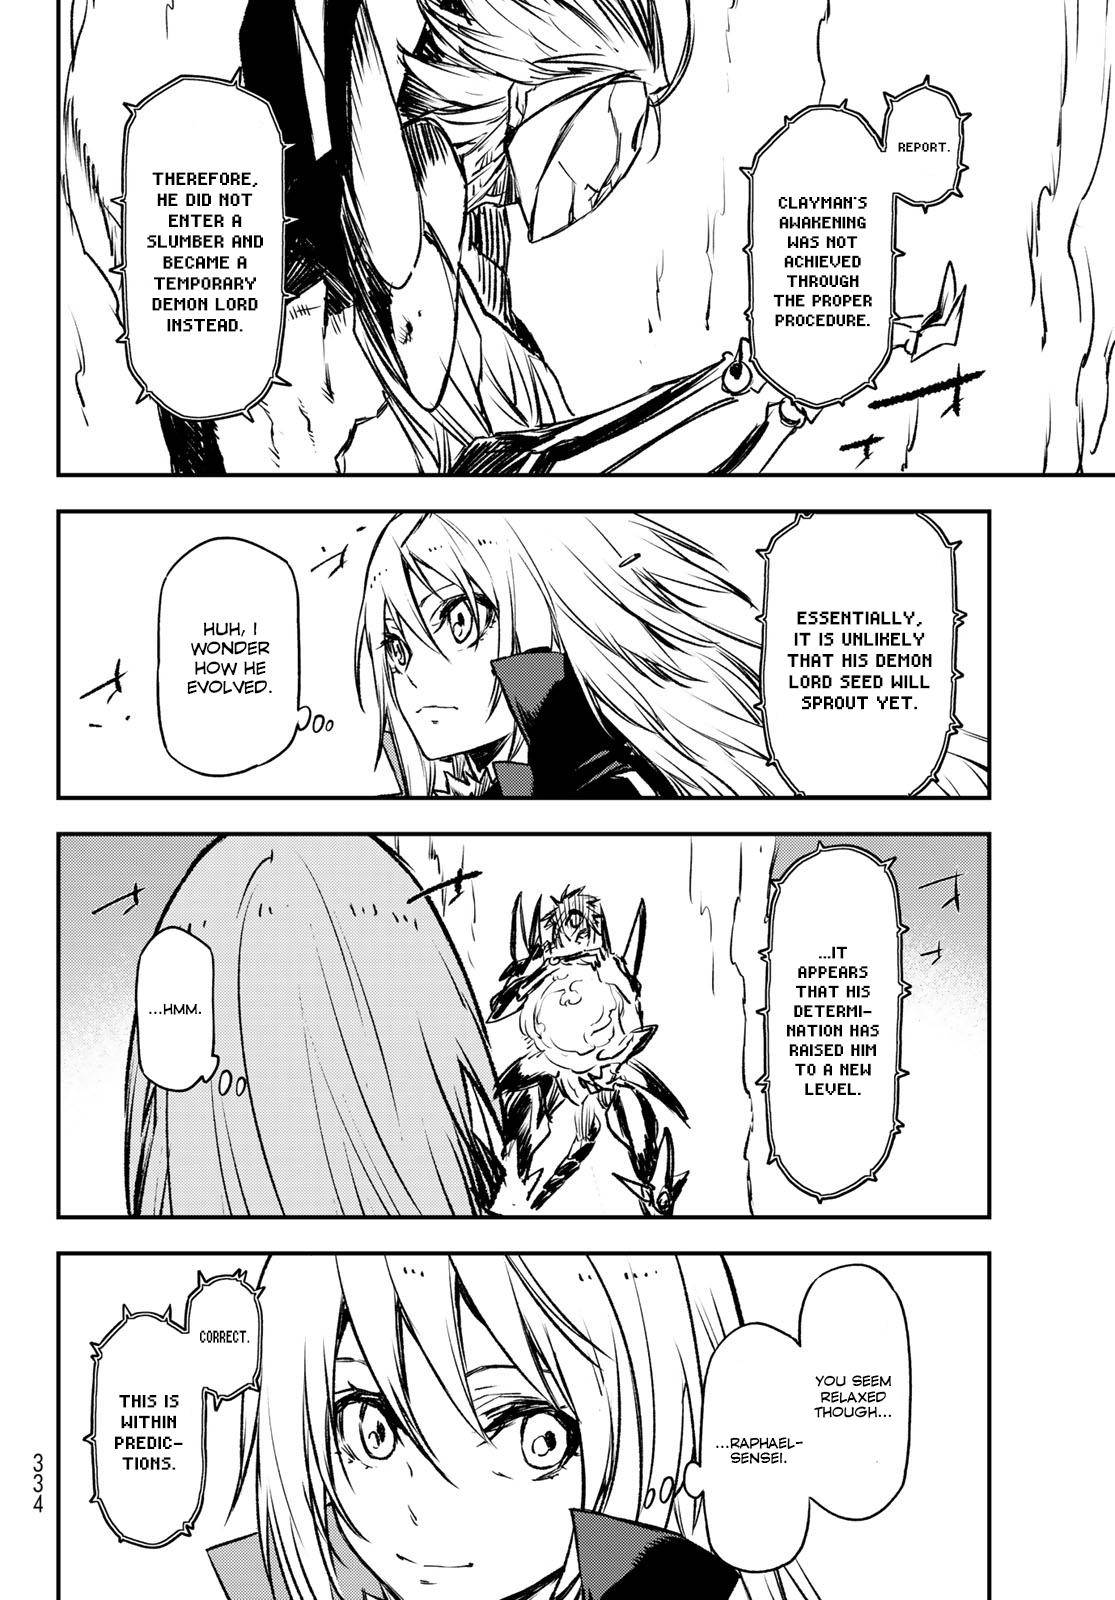 REPORT.
CLAYMAN'S
AWAKENING
WAS NOT
ACHIEVED
THROUGH
THE PROPER
PROCEDURE.
THEREFORE,
HE DID NOT
ENTER A
SLUMBER AND
BECAME A
TEMPORARY
DEMON LORD
INSTEAD.
ESSENTIALLY,
IT IS UNLIKELY
THAT HIS DEMON
LORD SEED WILL
SPROUT YET.
HUH, I
WONDER
HOW HE
EVOLVED.
...IT
APPEARS
THAT HIS
DETERMI-
NATION HAS
RAISED HIM
TO A NEW
LEVEL.
...HMM.
YOU SEEM
RELAXED
THOUGH...
...RAPHAEL-
SENSEI.
CORRECT.
THIS IS
WITHIN
PREDIC-
TIONS.
334